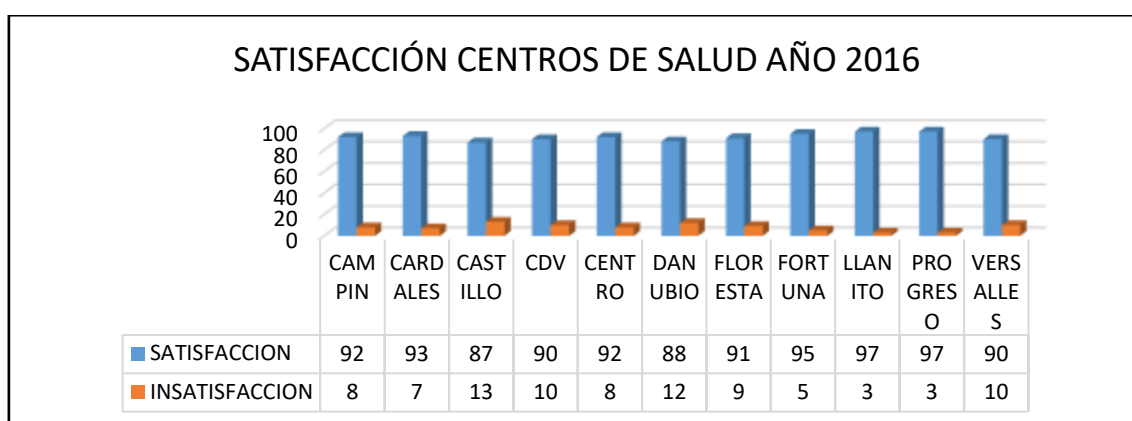 SATISFACCIÓN CENTROS DE SALUD AÑO 2016
100
80
60
40
20
0
CAM PIN CARD ALES CAST ILLO CDV CENT RO DAN UBIO FLOR ESTA FORT UNA LLAN ITO PRO GRES O VERS ALLE S
SATISFACCION 92 93 87 90 92 88 91 95 97 97 90
INSATISFACCION 8 7 13 10 8 12 9 5 3 3 10